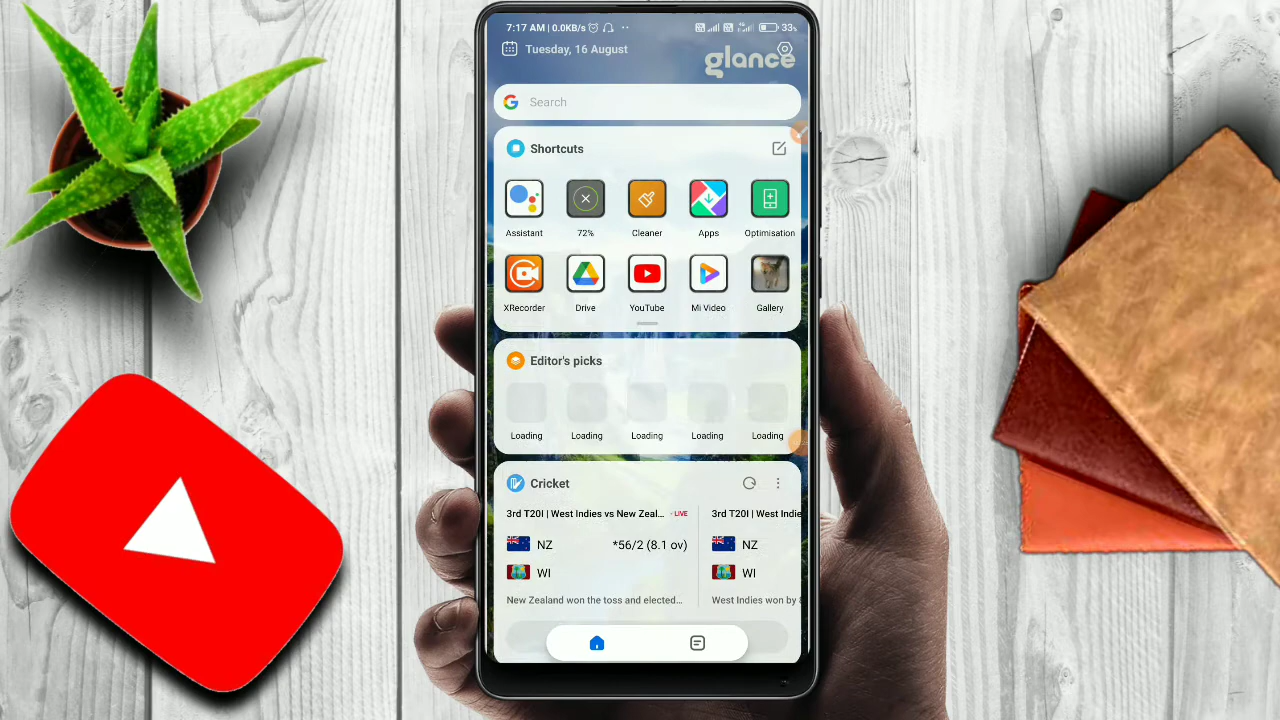 7:17 AM | 0.0KB/s
33%
Tuesday, 16 August
glance
Search
Shortcuts
Assistant
72%
Cleaner
Apps
Optimisation
XRecorder
Drive
YouTube
Mi Video
Gallery
Editor's picks
Loading
Loading
Loading
Loading
Loading
Cricket
3rd T20I | West Indies vs New Zeal...
LIVE
3rd T20I | West Indie
NZ
*56/2 (8.1 ov)
NZ
WI
WI
New Zealand won the toss and elected...
West Indies won by